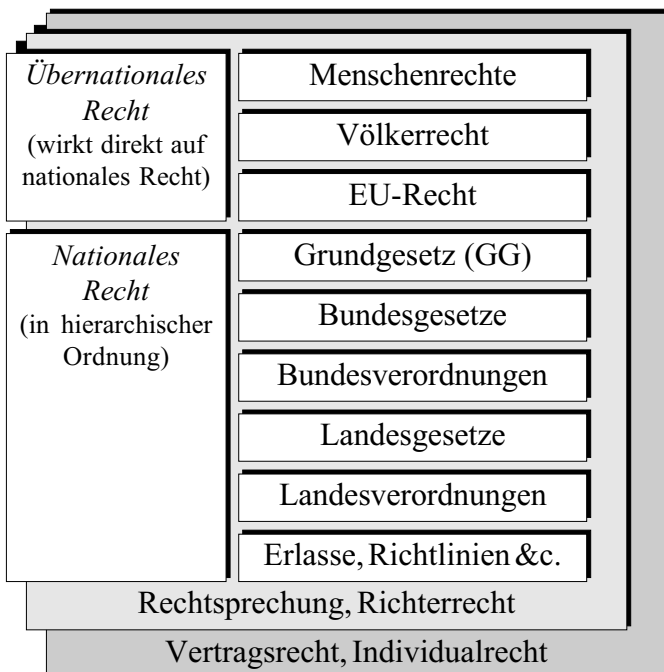 Übernationales
Recht
(wirkt direkt auf
nationales Recht)
Menschenrechte
Völkerrecht
EU-Recht
Nationales
Recht
(in hierarchischer
Ordnung)
Grundgesetz (GG)
Bundesgesetze
Bundesverordnungen
Landesgesetze
Landesverordnungen
Erlasse, Richtlinien &c.
Rechtsprechung, Richterrecht
Vertragsrecht, Individualrecht